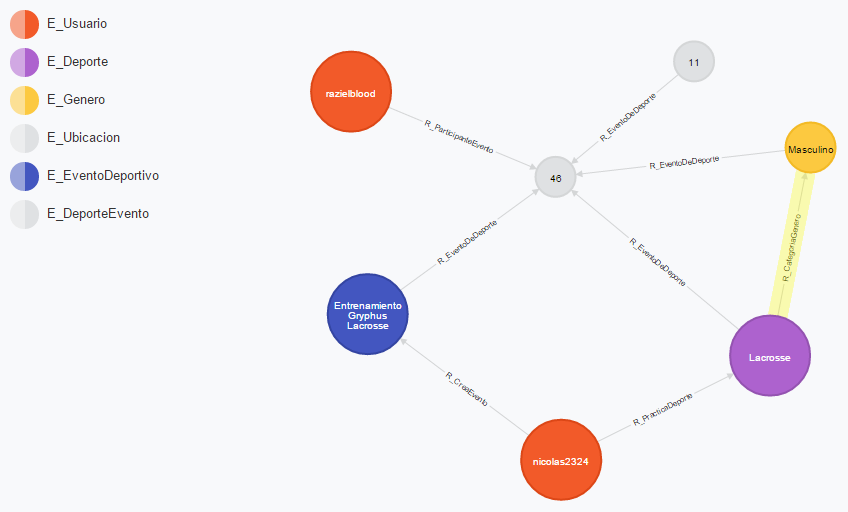 E_Usuario
E_Deporte
E_Genero
E_Ubicacion
E_EventoDeportivo
E_DeporteEvento
11
razielblood
R_EventoDeDeporte
R_ParticipanteEvento
Masculino
R_EventoDeDeporte
46
R_EventoDeDeporte
R_EventoDeDeporte
R_CategoriaGenero
Entrenamiento
Gryphus
Lacrosse
Lacrosse
R_CreaEvento
R_PracticaDeporte
nicolas2324